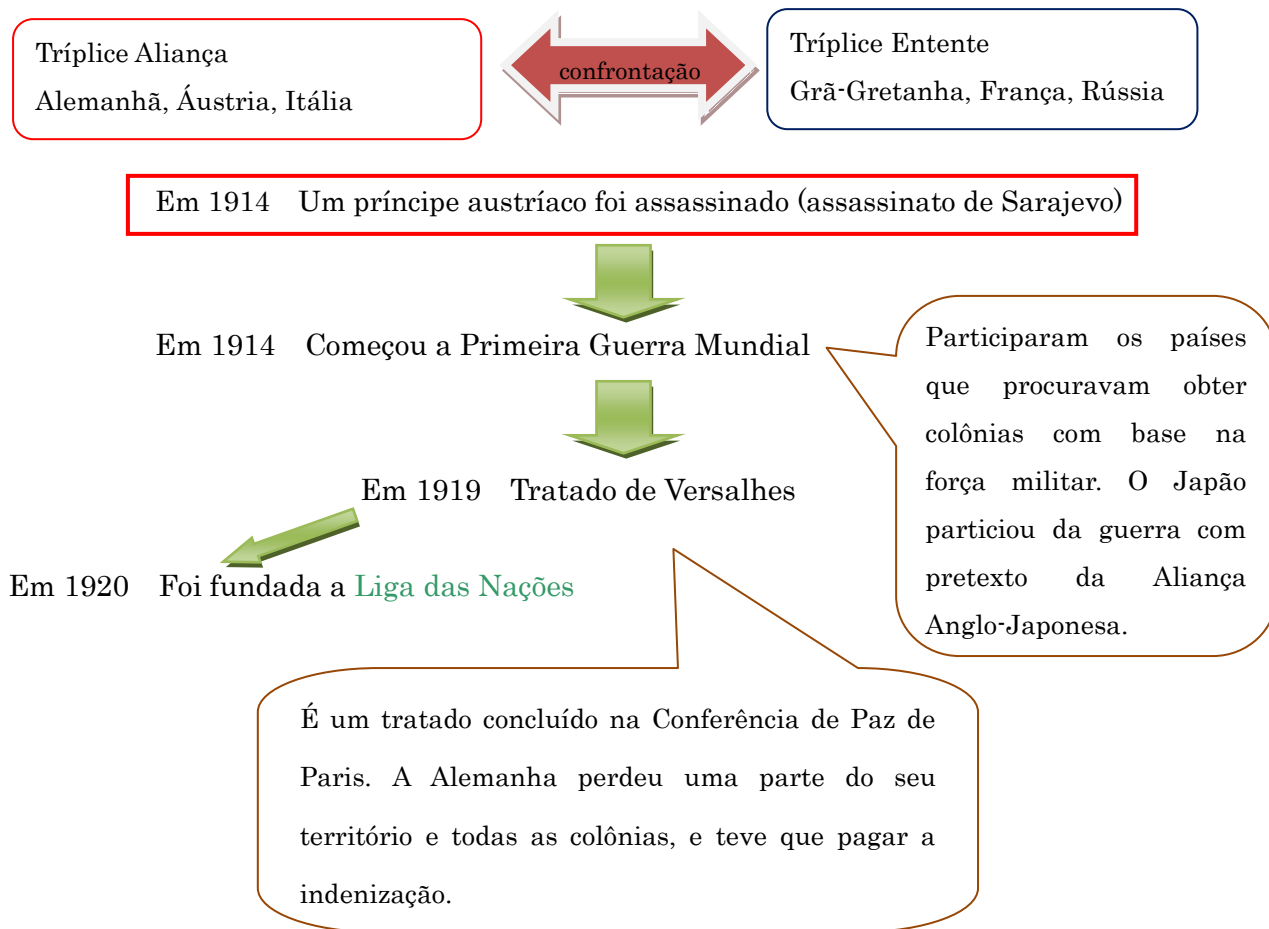 Tríplice Aliança
Alemanhã, Áustria, Itália
confrontação
Tríplice Entente
Grã-Gretanha, França, Rússia
Em 1914 Um príncipe austríaco foi assassinado (assassinato de Sarajevo)
Em 1914 Começou a Primeira Guerra Mundial
Participaram os países
que procuravam obter
colônias com base na
força militar. O Japão
particiou da guerra com
pretexto da Aliança
Anglo-Japonesa.
Em 1919 Tratado de Versalhes
Em 1920 Foi fundada a Liga das Nações
É um tratado concluído na Conferência de Paz de
Paris. A Alemanha perdeu uma parte do seu
território e todas as colônias, e teve que pagar a
indenização.